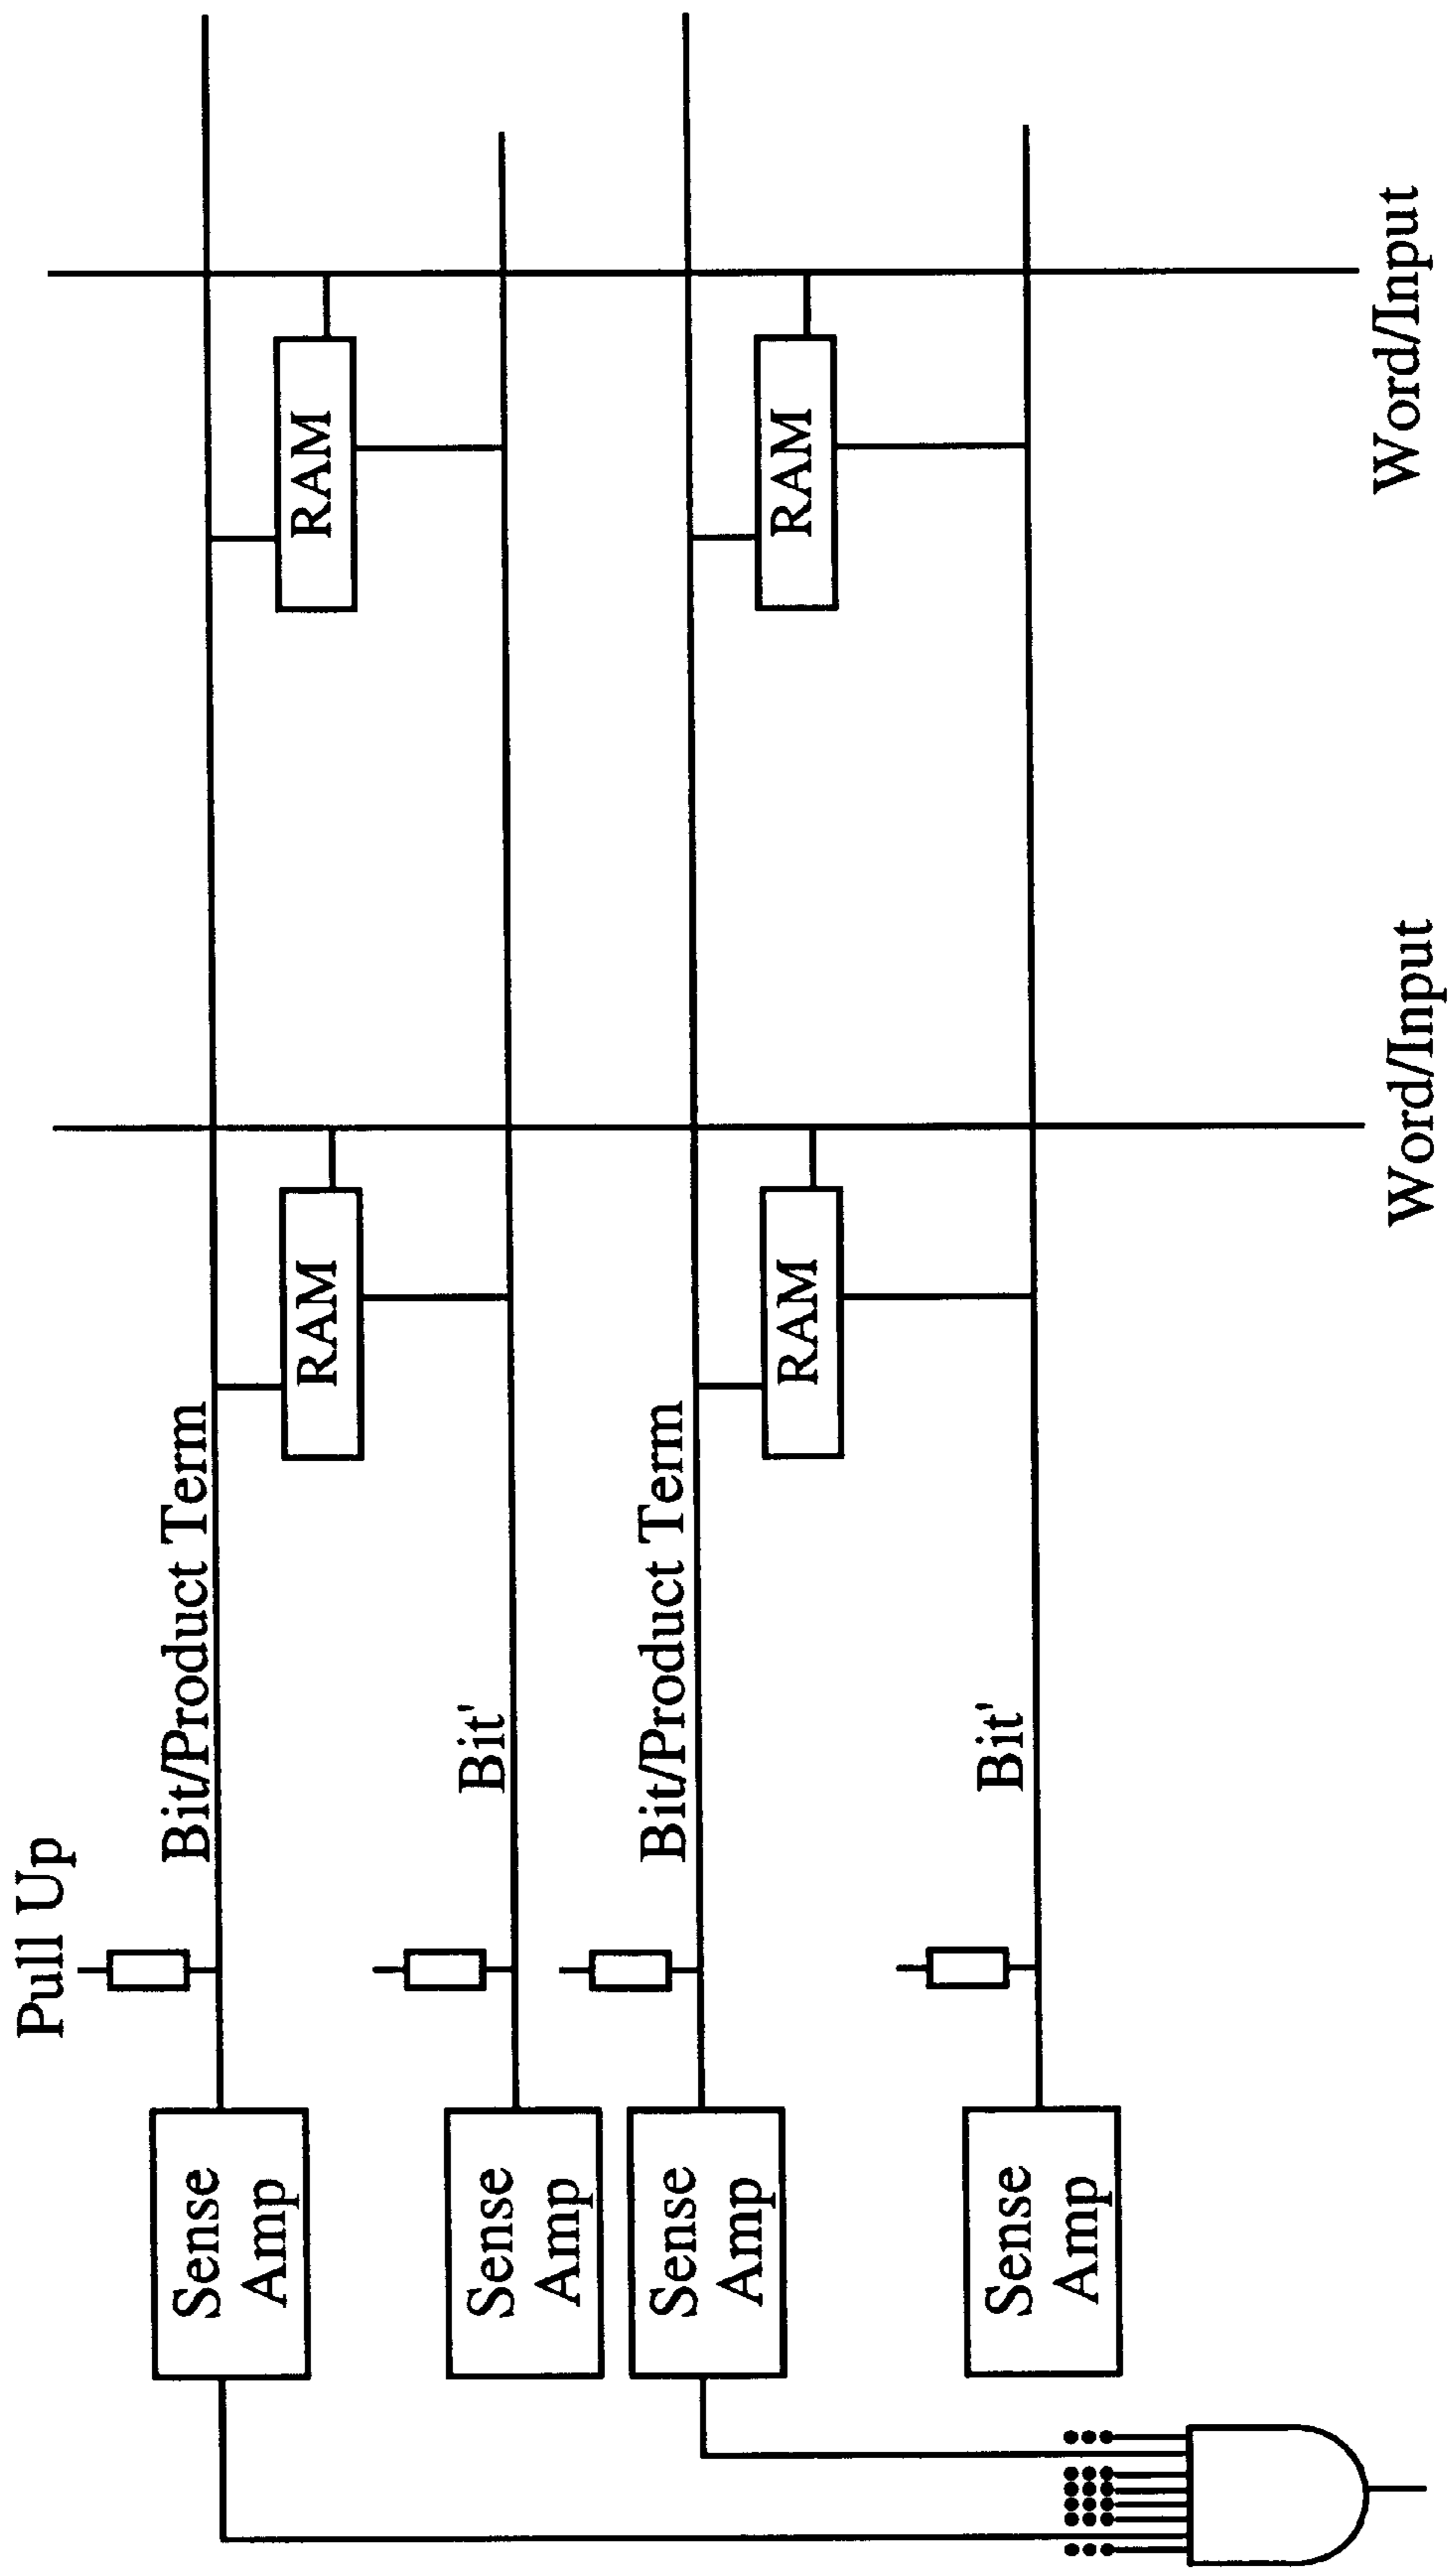 Pull Up
Bit/Product Term
Sense
Amp
RAM
RAM
Bit'
Sense
Amp
Bit/Product Term
Sense
Amp
RAM
RAM
Bit'
Sense
Amp
Word/Input
Word/Input